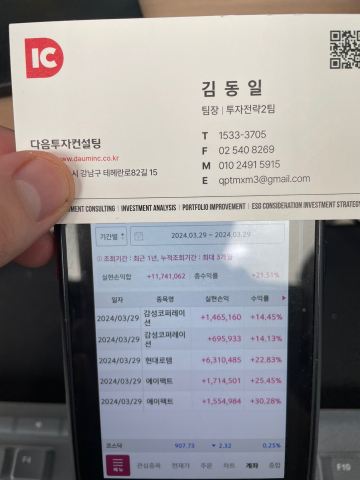 IC
김동일
팀장 | 투자전략2팀
다음투자컨설팅
www.dauminc.co.kr
시 강남구 테헤란로82길 15
T 1533-3705
F 02 540 8269
M 010 2491 5915
E qptmxm3@gmail.com
MENT CONSULTING | INVESTMENT ANALYSIS | PORTFOLIO IMPROVEMENT | ESG CONSIDERATION INVESTMENT STRATEGY
기간별 2024.03.29 ~ 2024.03.29
조회기간 : 최근 1년, 누적조회기간 : 최대 3개월
실현손익합 +11,741,062 총수익률 +21.51%
일자 종목명 실현손익 수익률
2024/03/29 감성코퍼레이션 +1,465,160 +14.45%
2024/03/29 감성코퍼레이션 +695,933 +14.13%
2024/03/29 현대로템 +6,310,485 +22.83%
2024/03/29 에이팩트 +1,714,501 +25.45%
2024/03/29 에이팩트 +1,554,984 +30.28%
코스닥 907.73 ▼ 2.32 0.25%
메뉴 관심종목 현재가 주문 차트 계좌 종합
F10